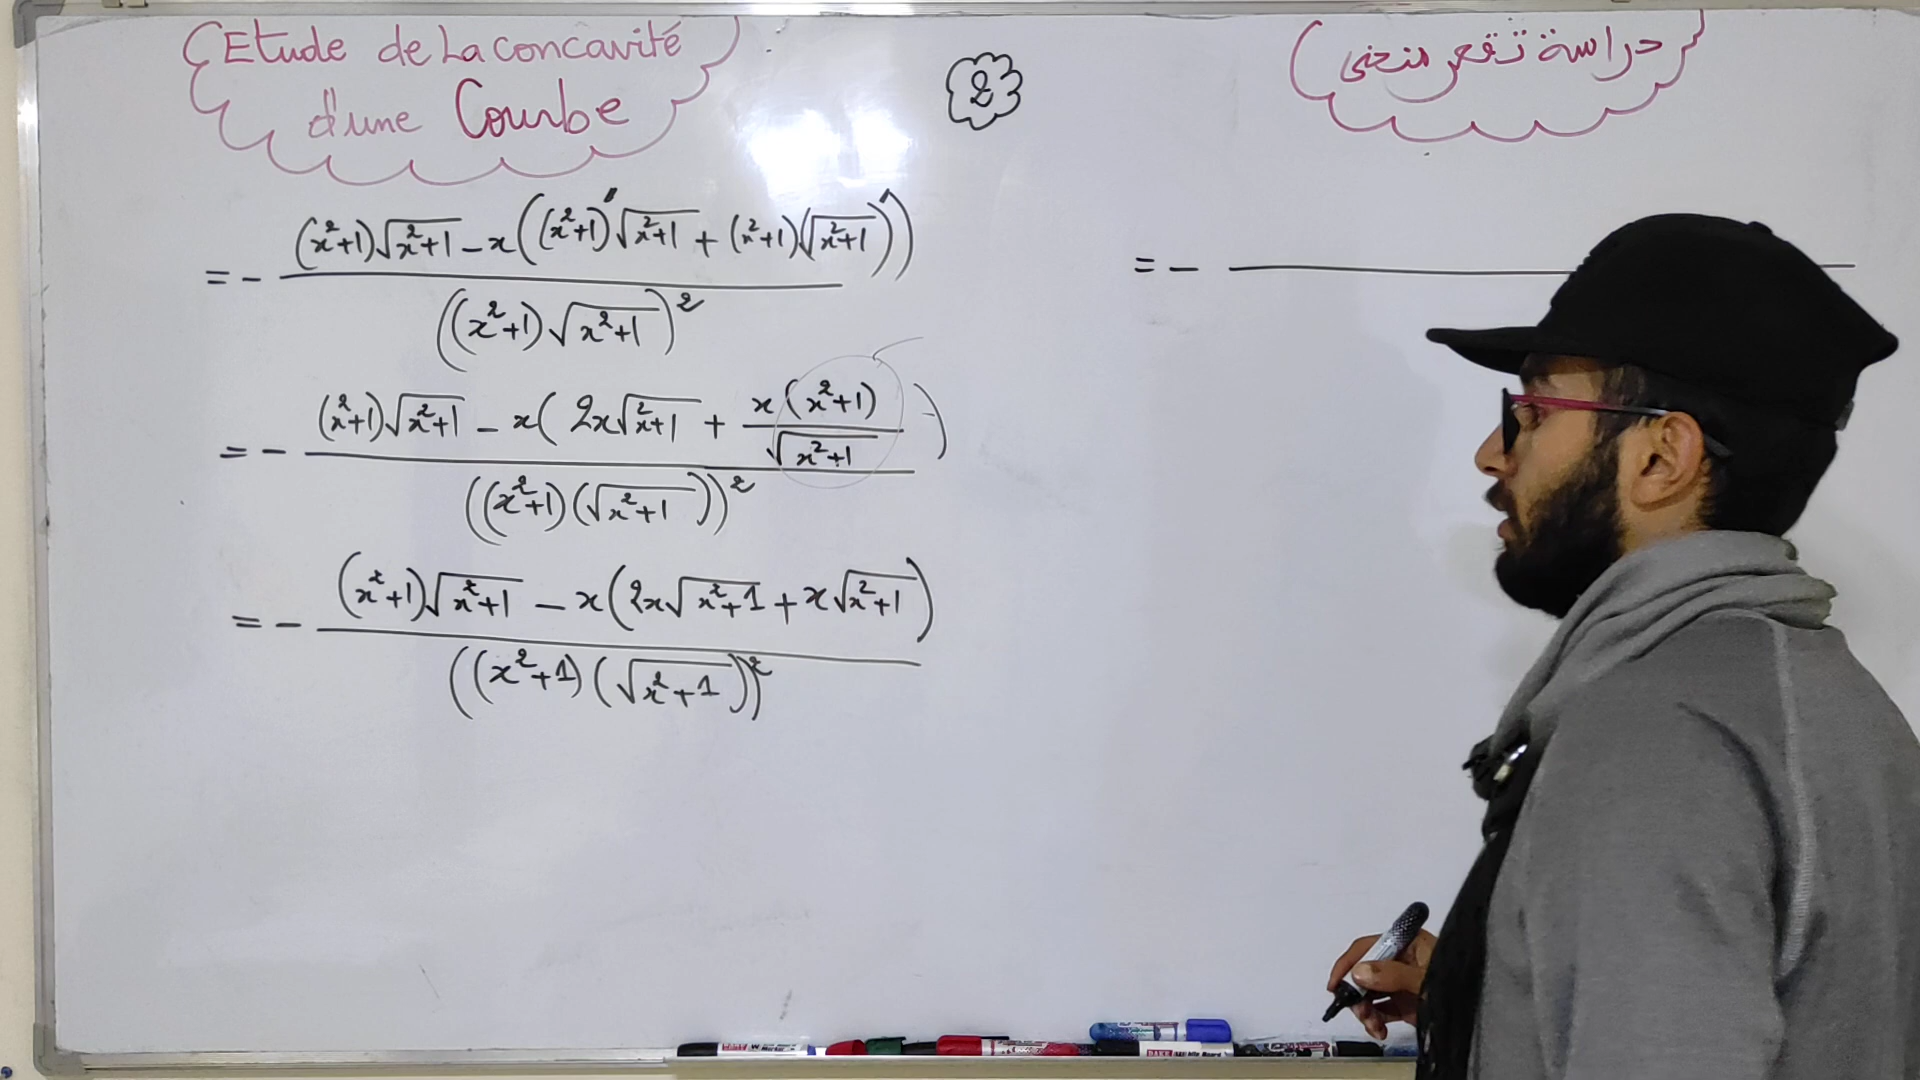 Etude de La concavité
d'une Courbe
2
دراسة تقعر منحنى
= - ((x²+1)√(x²+1) - x((x²+1)'√(x²+1) + (x²+1)(√(x²+1))')) / ((x²+1)√(x²+1))²
= - ((x²+1)√(x²+1) - x(2x√(x²+1) + x(x²+1)/√(x²+1))) / ((x²+1)(√(x²+1)))²
= - ((x²+1)√(x²+1) - x(2x√(x²+1) + x√(x²+1))) / ((x²+1)(√(x²+1)))²
= -